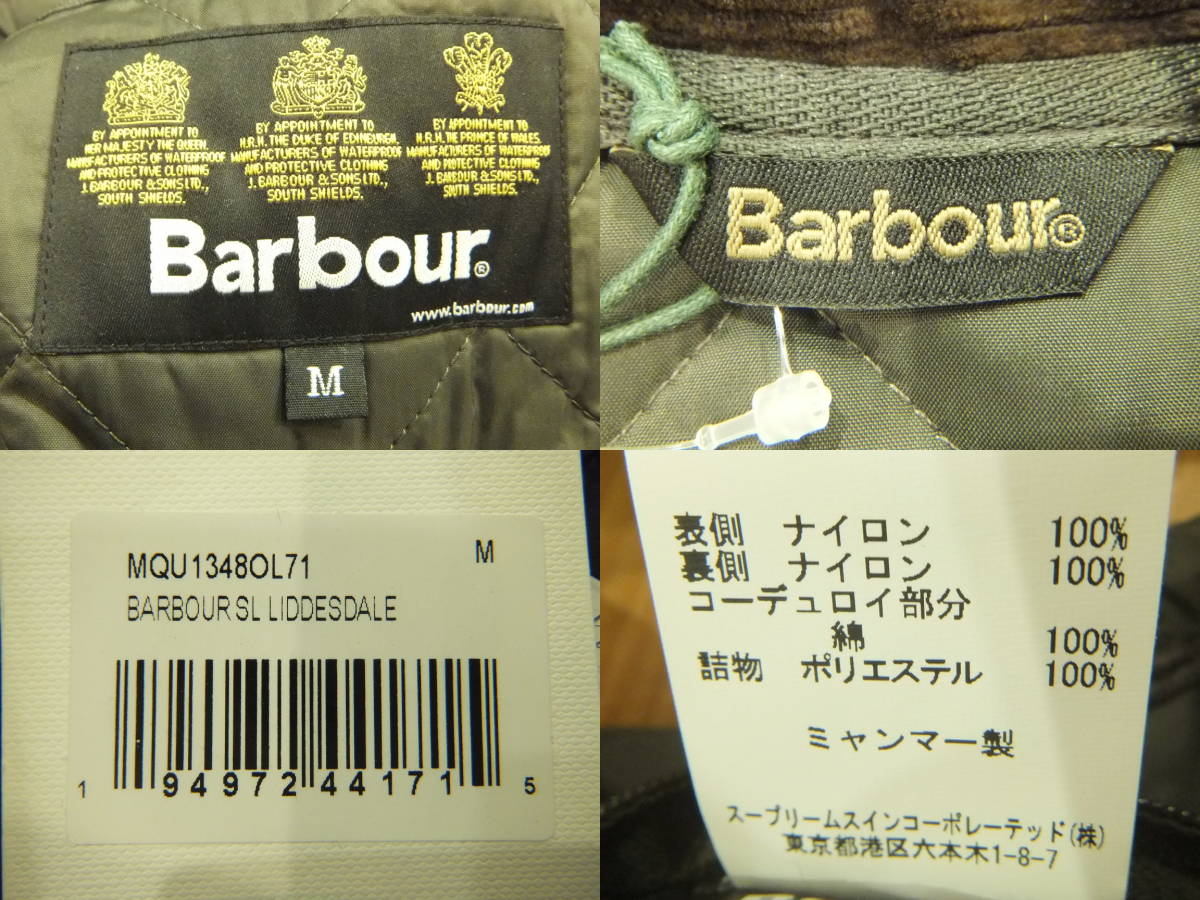 BY APPOINTMENT TO
HER MAJESTY THE QUEEN.
MANUFACTURERS OF WATERPROOF
AND PROTECTIVE CLOTHING
J. BARBOUR & SONS LTD.,
SOUTH SHIELDS.
BY APPOINTMENT TO
H.R.H. THE DUKE OF EDINBURGH.
MANUFACTURERS OF WATERPROOF
AND PROTECTIVE CLOTHING
J. BARBOUR & SONS LTD.,
SOUTH SHIELDS.
BY APPOINTMENT TO
H.R.H. THE PRINCE OF WALES.
MANUFACTURERS OF WATERPROOF
AND PROTECTIVE CLOTHING
J. BARBOUR & SONS LTD.,
SOUTH SHIELDS.
Barbour®
www.barbour.com
M
Barbour®
MQU1348OL71 M
BARBOUR SL LIDDESDALE
1 94972 44171 5
表側 ナイロン 100%
裏側 ナイロン 100%
コーデュロイ部分
綿 100%
詰物 ポリエステル 100%
ミャンマー製
スープリームスインコーポレーテッド(株)
東京都港区六本木1-8-7